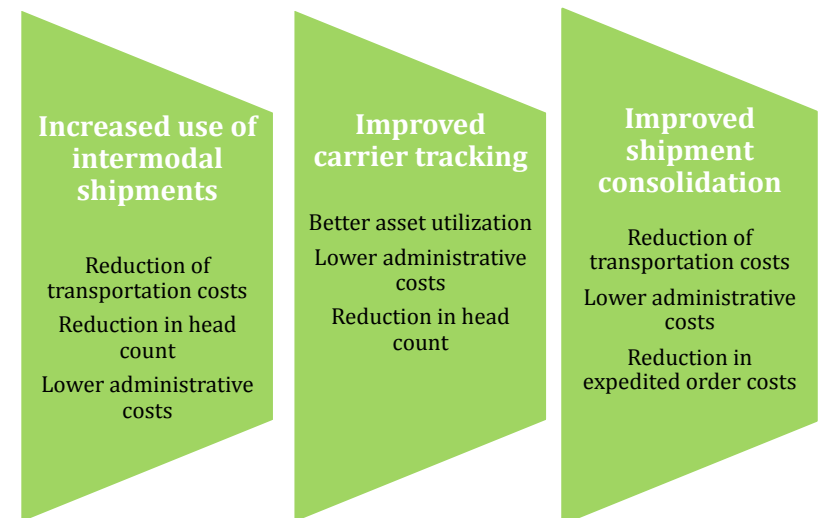 Increased use of
intermodal
shipments
Reduction of
transportation costs
Reduction in head
count
Lower administrative
costs
Improved
carrier tracking
Better asset utilization
Lower administrative
costs
Reduction in head
count
Improved
shipment
consolidation
Reduction of
transportation costs
Lower administrative
costs
Reduction in
expedited order costs